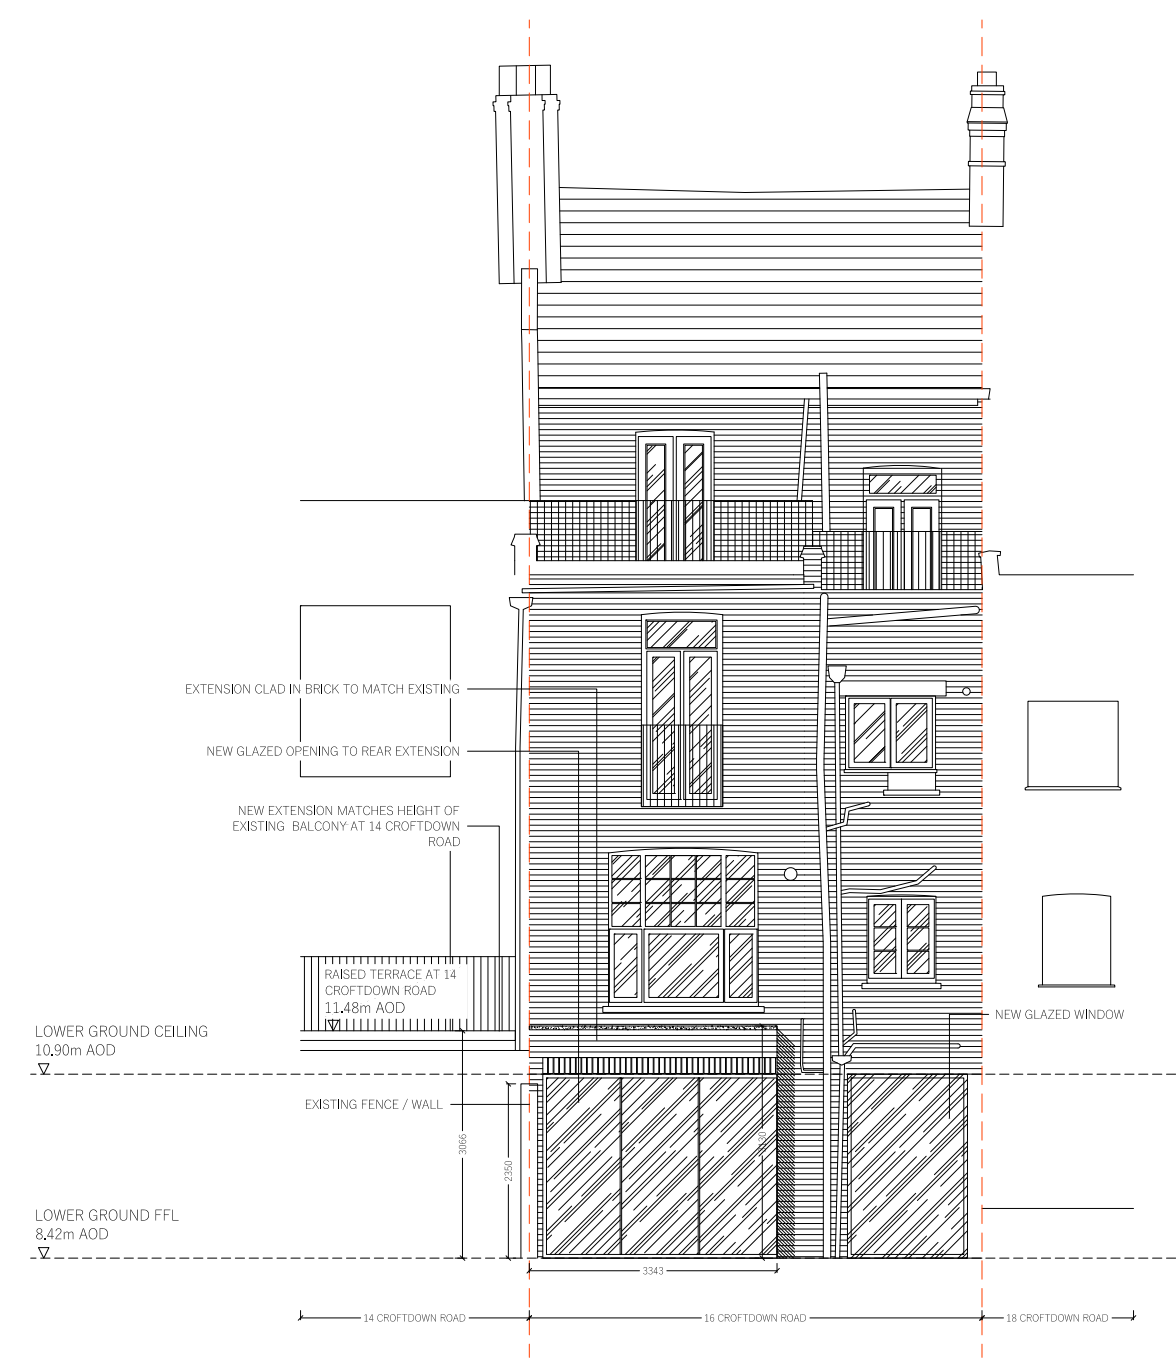 EXTENSION CLAD IN BRICK TO MATCH EXISTING
NEW GLAZED OPENING TO REAR EXTENSION
NEW EXTENSION MATCHES HEIGHT OF
EXISTING BALCONY AT 14 CROFTDOWN
ROAD
RAISED TERRACE AT 14
CROFTDOWN ROAD
11.48m AOD
LOWER GROUND CEILING
10.90m AOD
NEW GLAZED WINDOW
EXISTING FENCE / WALL
3066
2350
LOWER GROUND FFL
8.42m AOD
3343
14 CROFTDOWN ROAD
16 CROFTDOWN ROAD
18 CROFTDOWN ROAD